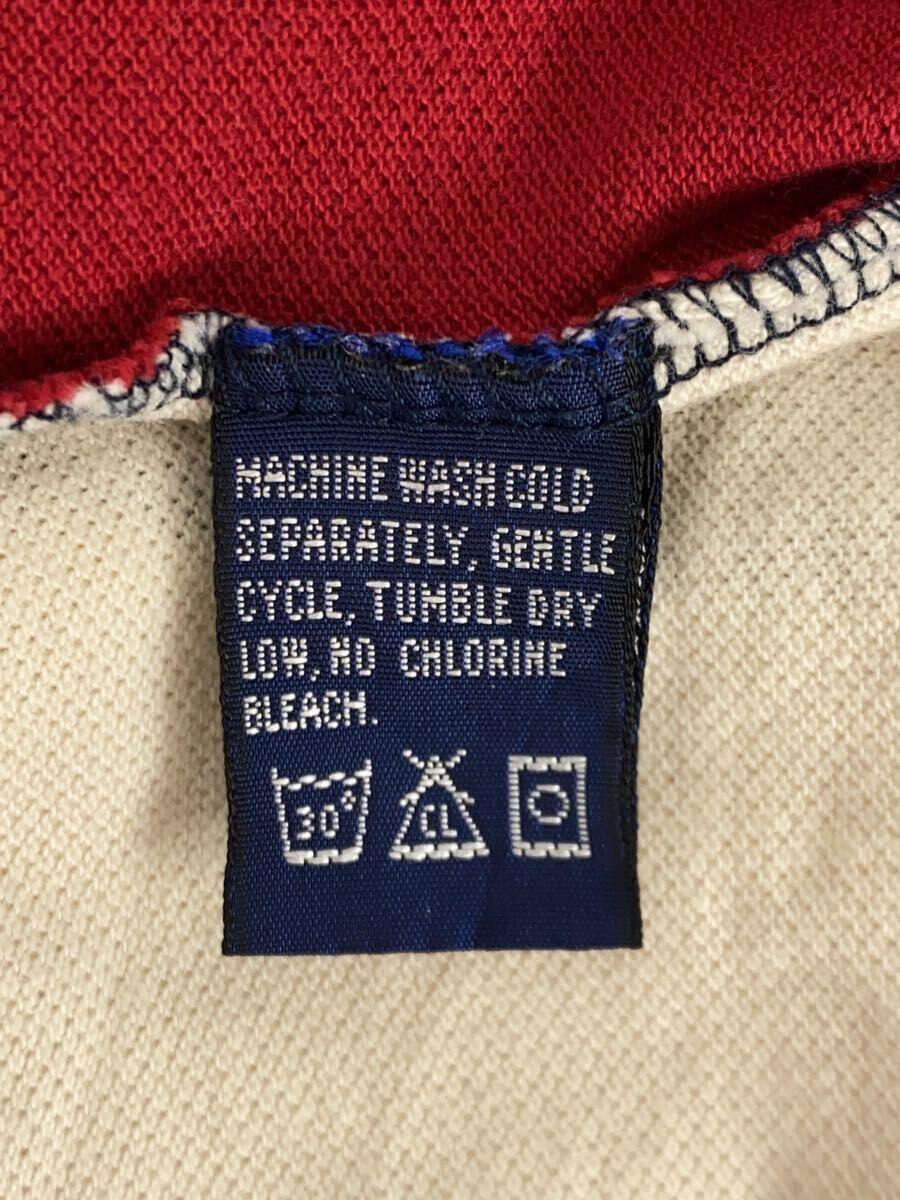 MACHINE WASH COLD
SEPARATELY, GENTLE
CYCLE, TUMBLE DRY
LOW, NO CHLORINE
BLEACH.
30° CL